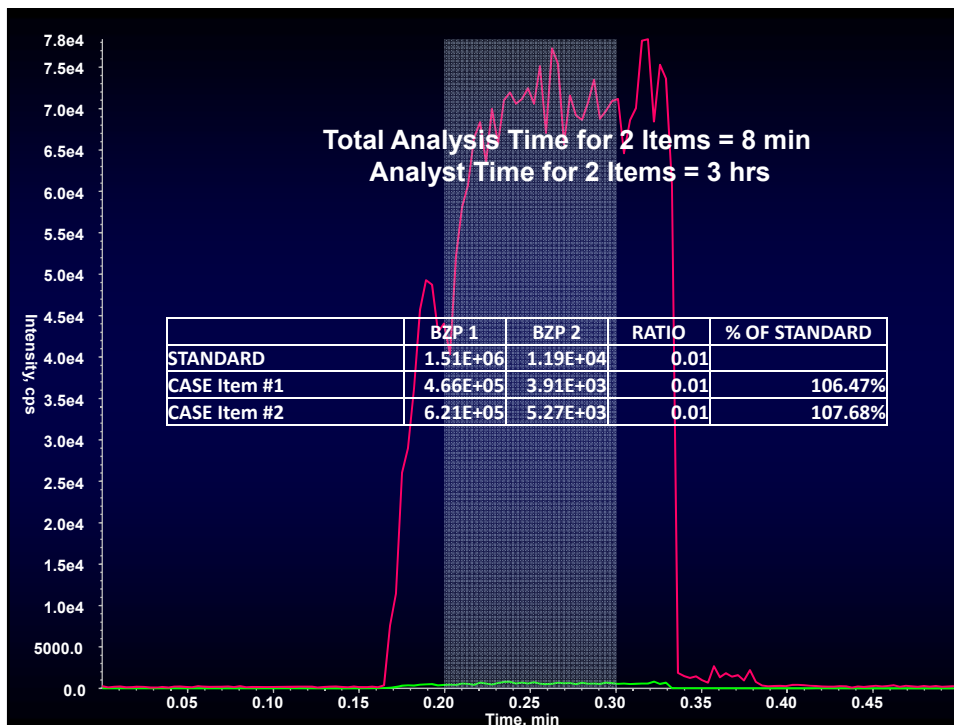 7.8e4
7.5e4
7.0e4
Total Analysis Time for 2 Items = 8 min
6.5e4
Analyst Time for 2 Items = 3 hrs
6.0e4
5.5e4
5.0e4
4.5e4
BZP 1 BZP 2 RATIO % OF STANDARD
STANDARD 1.51E+06 1.19E+04 0.01
4.0e4
CASE Item #1 4.66E+05 3.91E+03 0.01 106.47%
3.5e4
CASE Item #2 6.21E+05 5.27E+03 0.01 107.68%
3.0e4
2.5e4
2.0e4
1.5e4
1.0e4
5000.0
0.0
Intensity, cps
0.05 0.10 0.15 0.20 0.25 0.30 0.35 0.40 0.45
Time, min